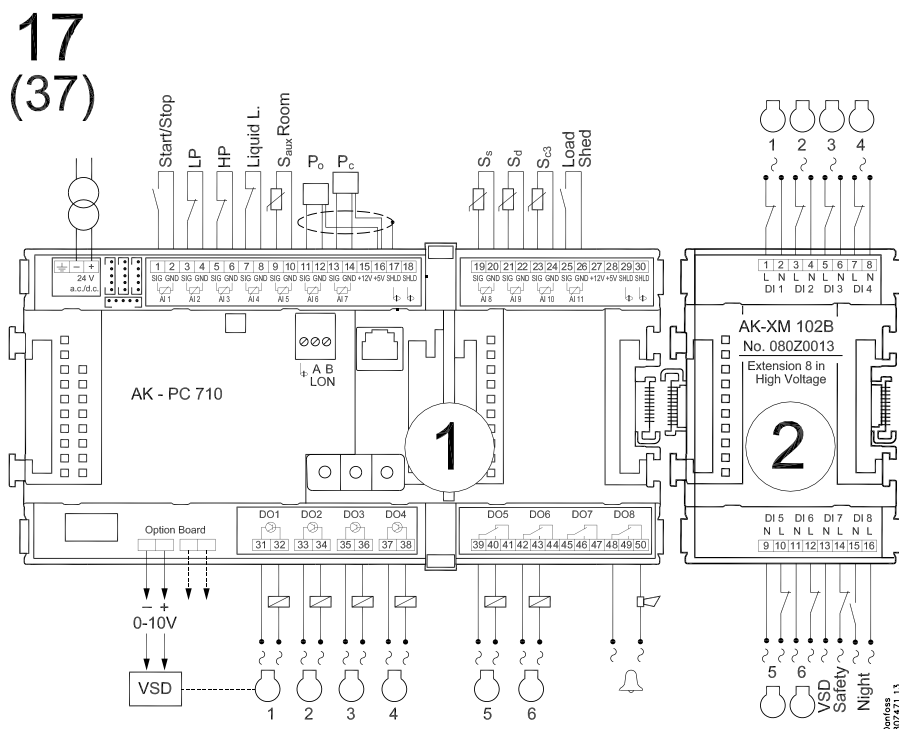 17
(37)
Start/Stop
LP
HP
Liquid L.
Saux Room
Po
Pc
Ss
Sd
Sc3
Load
Shed
1 2 3 4
24 V
a.c./d.c.
1 2 3 4 5 6 7 8 9 10 11 12 13 14 15 16 17 18
SIG GND SIG GND SIG GND SIG GND SIG GND SIG GND SIG GND +12V +5V SHLD SHLD
AI 1 AI 2 AI 3 AI 4 AI 5 AI 6 AI 7
19 20 21 22 23 24 25 26 27 28 29 30
SIG GND SIG GND SIG GND SIG GND +12V +5V SHLD SHLD
AI 8 AI 9 AI 10 AI 11
1 2 3 4 5 6 7 8
L N L N L N L N
DI 1 DI 2 DI 3 DI 4
A B
LON
AK - PC 710
1
AK-XM 102B
No. 080Z0013
Extension 8 in
High Voltage
2
Option Board
DO1 DO2 DO3 DO4
31 32 33 34 35 36 37 38
DO5 DO6 DO7 DO8
39 40 41 42 43 44 45 46 47 48 49 50
DI 5 DI 6 DI 7 DI 8
N L N L N L N L
9 10 11 12 13 14 15 16
– +
0-10V
VSD
1 2 3 4
5 6
5 6
VSD
Safety
Night
Danfoss
80Z471.13